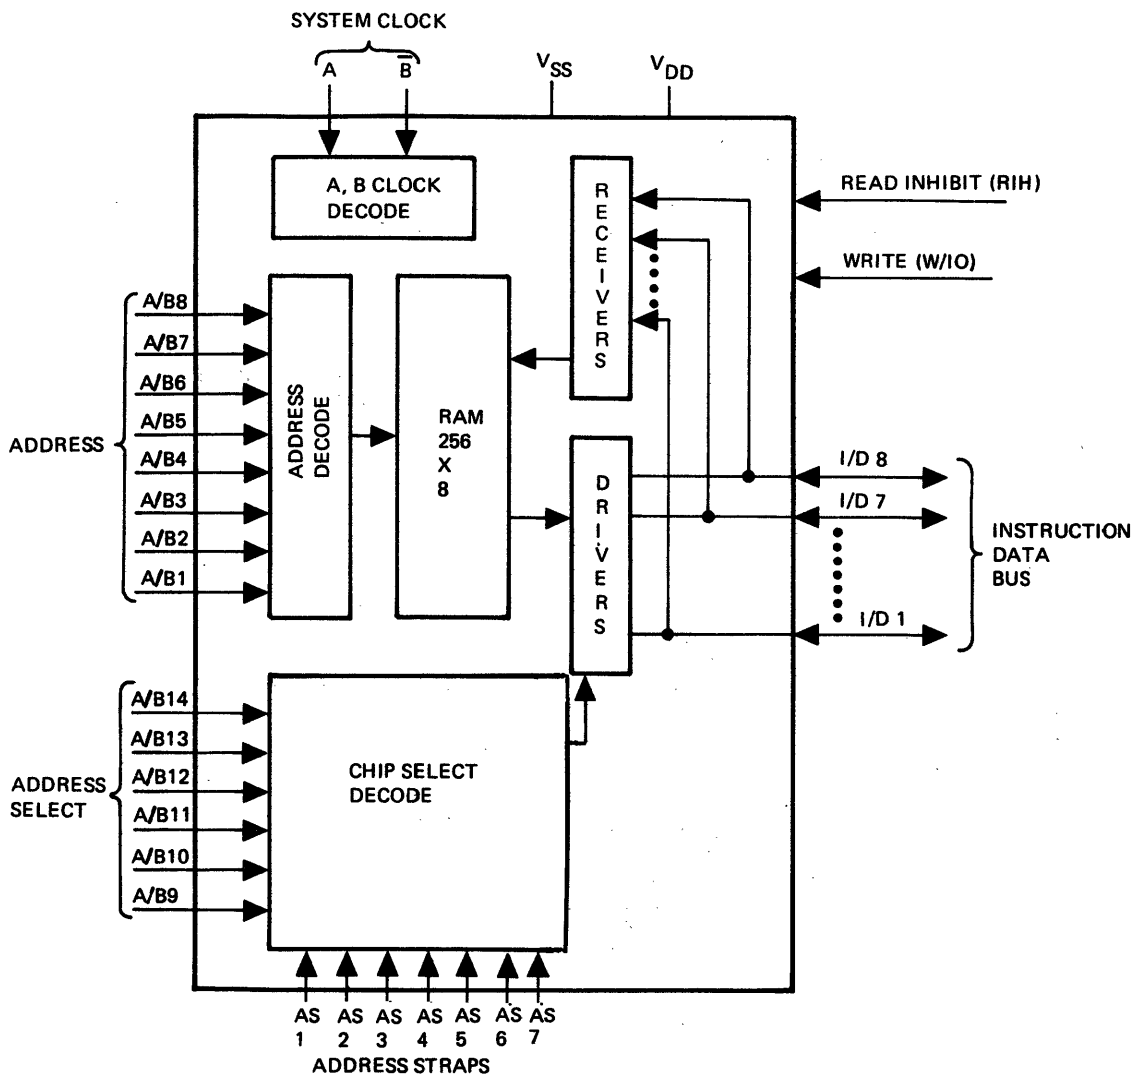 SYSTEM CLOCK
A B
VSS
VDD
A, B CLOCK
DECODE
RECEIVERS
READ INHIBIT (RIH)
WRITE (W/IO)
ADDRESS
A/B8
A/B7
A/B6
A/B5
A/B4
A/B3
A/B2
A/B1
ADDRESS
DECODE
RAM
256
X
8
DRIVERS
I/D 8
I/D 7
I/D 1
INSTRUCTION
DATA
BUS
ADDRESS
SELECT
A/B14
A/B13
A/B12
A/B11
A/B10
A/B9
CHIP SELECT
DECODE
AS AS AS AS AS AS AS
1 2 3 4 5 6 7
ADDRESS STRAPS